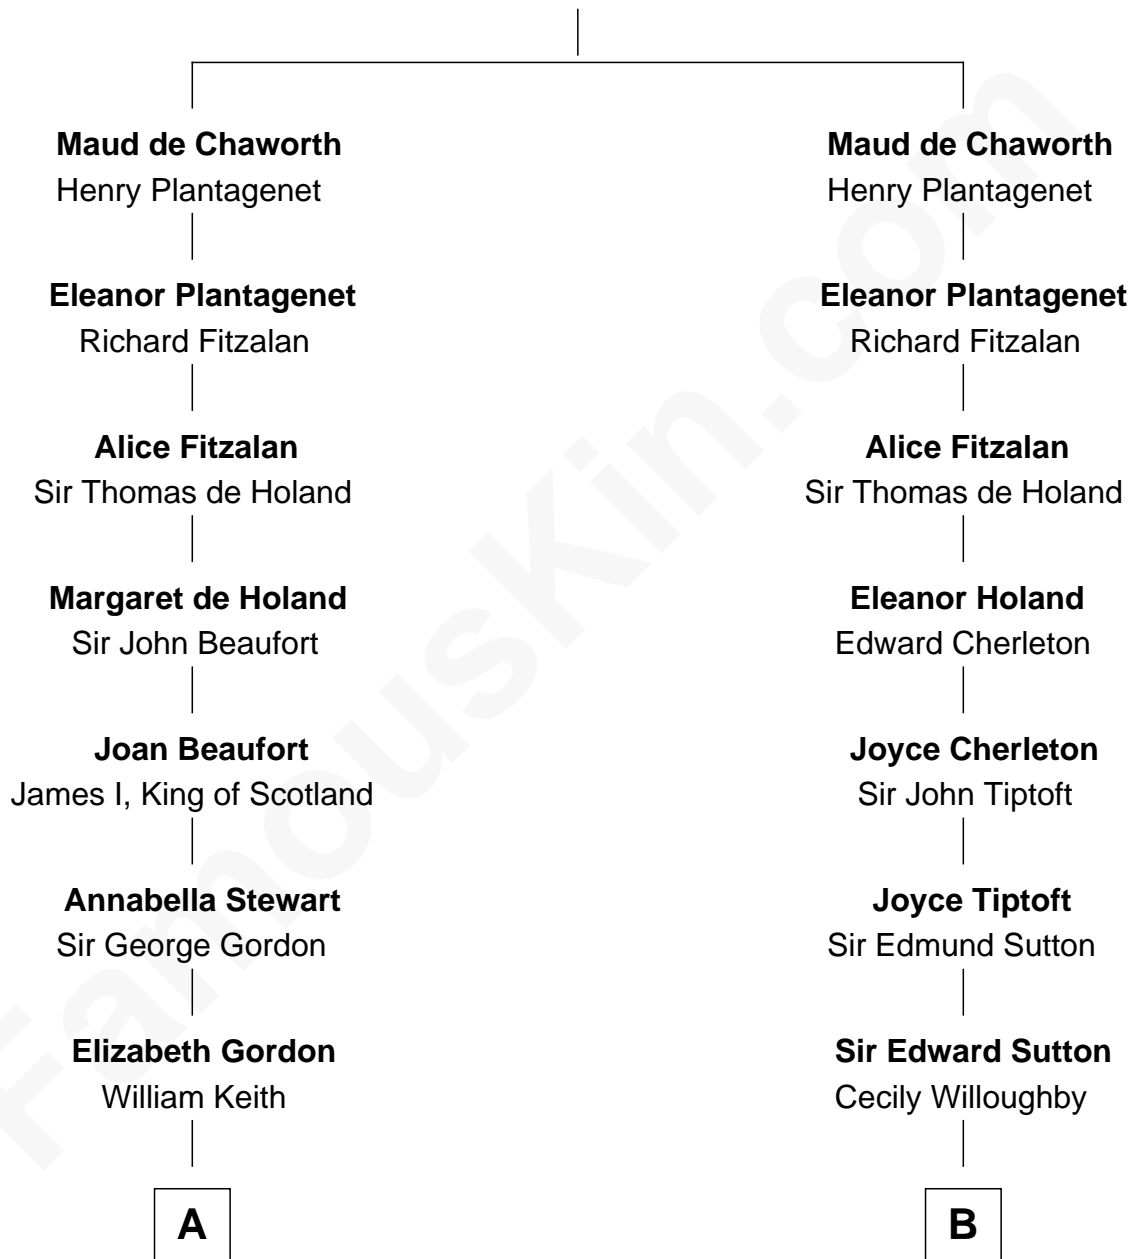 Maud de Chaworth
Henry Plantagenet
Eleanor Plantagenet
Richard Fitzalan
Alice Fitzalan
Sir Thomas de Holand
Margaret de Holand
Sir John Beaufort
Joan Beaufort
James I, King of Scotland
Annabella Stewart
Sir George Gordon
Elizabeth Gordon
William Keith
A
Maud de Chaworth
Henry Plantagenet
Eleanor Plantagenet
Richard Fitzalan
Alice Fitzalan
Sir Thomas de Holand
Eleanor Holand
Edward Cherleton
Joyce Cherleton
Sir John Tiptoft
Joyce Tiptoft
Sir Edmund Sutton
Sir Edward Sutton
Cecily Willoughby
B
FamousKin.com